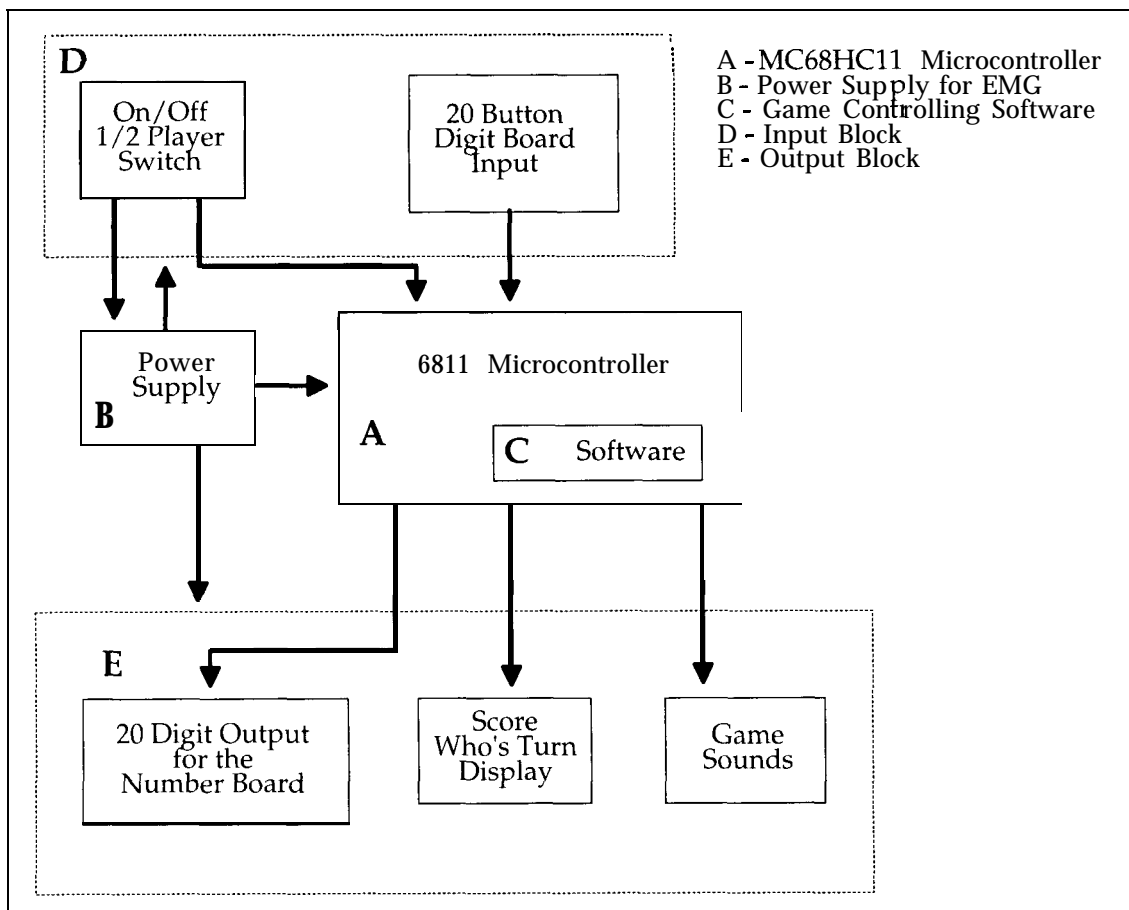 D
On/Off
1/2 Player
Switch
20 Button
Digit Board
Input
A - MC68HC11 Microcontroller
B - Power Supply for EMG
C - Game Controlling Software
D - Input Block
E - Output Block
Power
Supply
B
6811 Microcontroller
A
C Software
E
20 Digit Output
for the
Number Board
Score
Who's Turn
Display
Game
Sounds